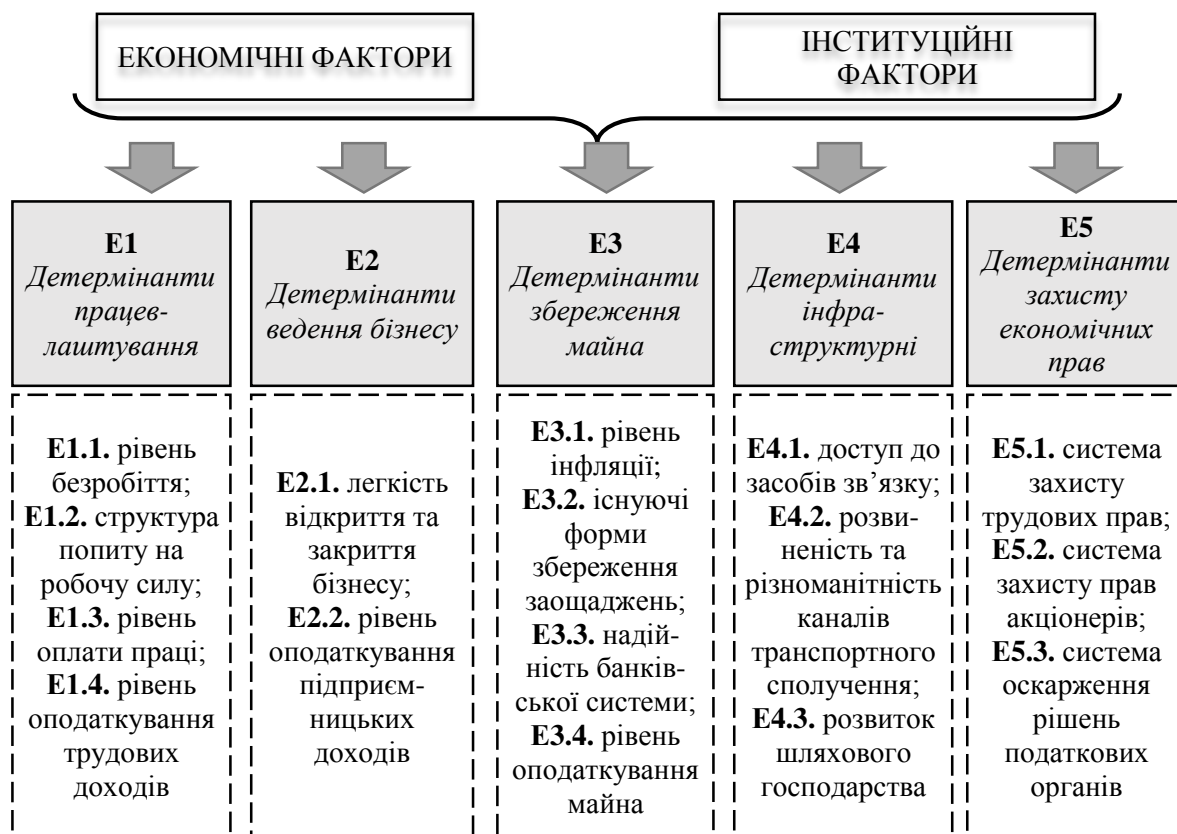 ЕКОНОМІЧНІ ФАКТОРИ
ІНСТИТУЦІЙНІ
ФАКТОРИ
Е1
Детермінанти
працев-
лаштування
Е2
Детермінанти
ведення бізнесу
Е3
Детермінанти
збереження
майна
Е4
Детермінанти
інфра-
структурні
Е5
Детермінанти
захисту
економічних
прав
Е1.1. рівень
безробіття;
Е1.2. структура
попиту на
робочу силу;
Е1.3. рівень
оплати праці;
Е1.4. рівень
оподаткування
трудових
доходів
Е2.1. легкість
відкриття та
закриття
бізнесу;
Е2.2. рівень
оподаткування
підприєм-
ницьких
доходів
Е3.1. рівень
інфляції;
Е3.2. існуючі
форми
збереження
заощаджень;
Е3.3. надій-
ність банків-
ської системи;
Е3.4. рівень
оподаткування
майна
Е4.1. доступ до
засобів зв’язку;
Е4.2. розви-
неність та
різноманітність
каналів
транспортного
сполучення;
Е4.3. розвиток
шляхового
господарства
Е5.1. система
захисту
трудових прав;
Е5.2. система
захисту прав
акціонерів;
Е5.3. система
оскарження
рішень
податкових
органів